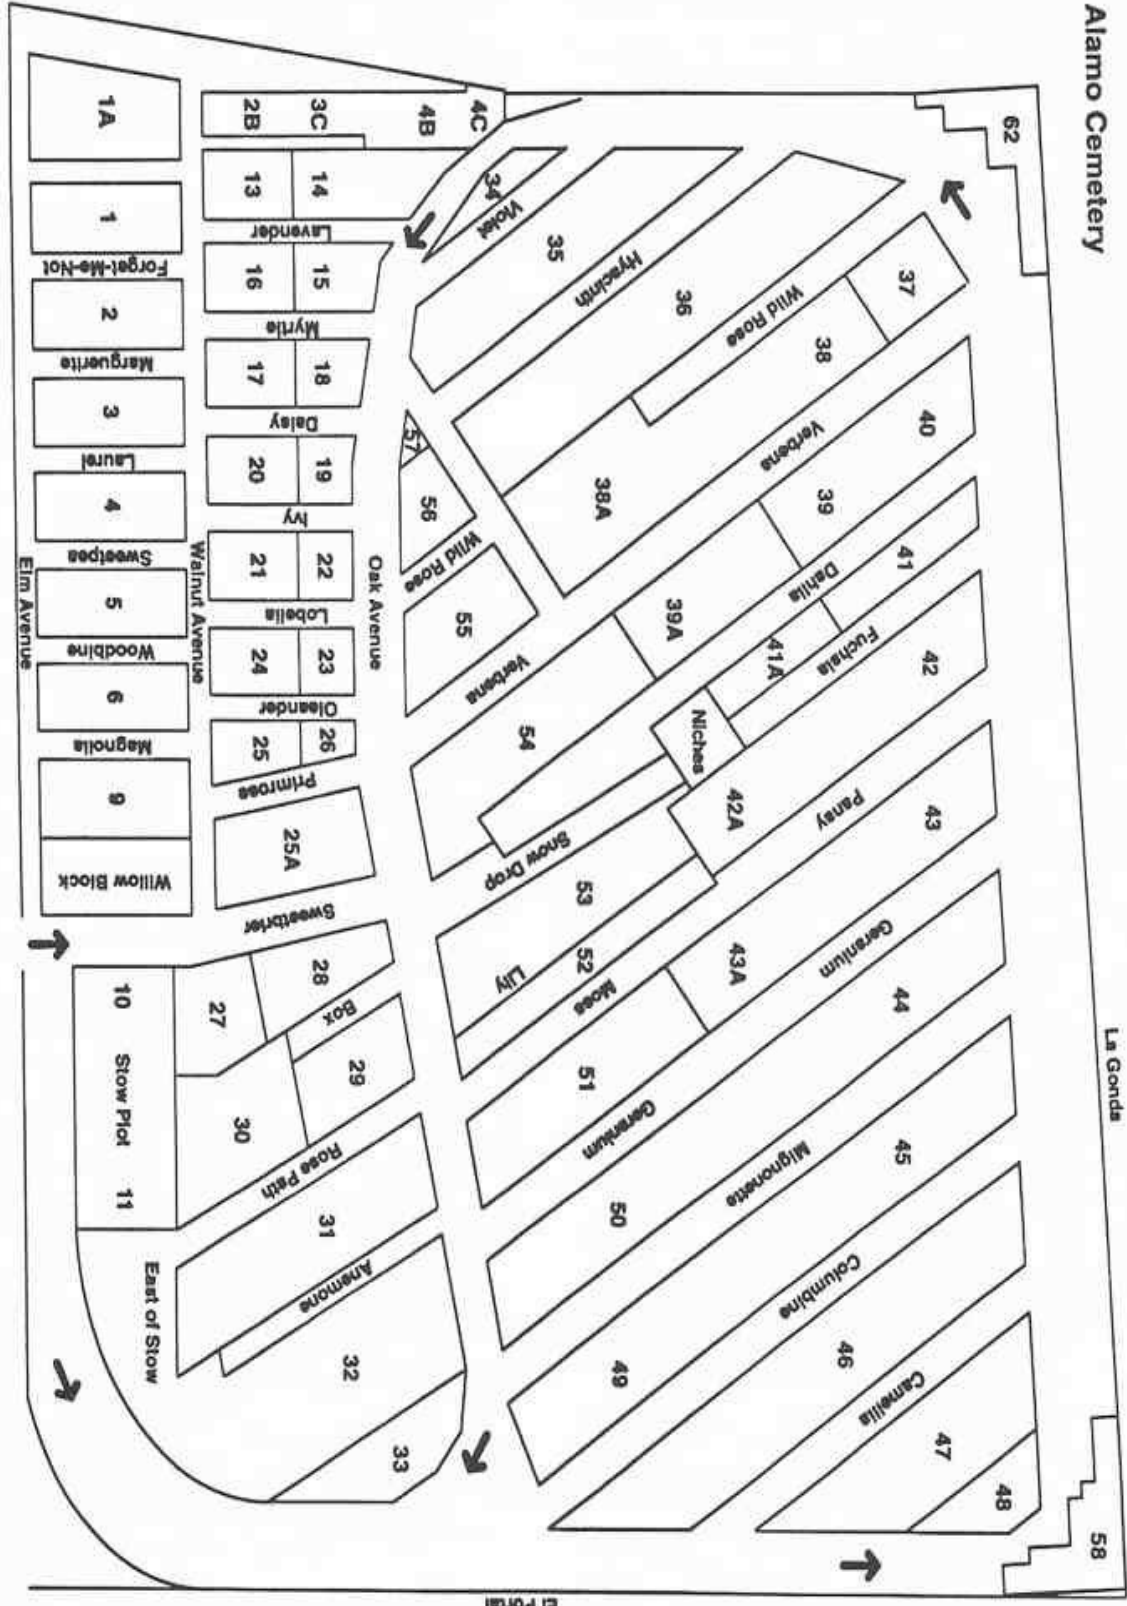 Alamo Cemetery
La Gonda
62
58
37
40
41
42
43
44
45
46
47
48
38
39
36
Wild Rose
Verbena
Dahlia
Fuchsia
Pansy
Geranium
Mignonette
Columbine
Camellia
Hyacinth
35
Violet
34
38A
39A
41A
Niches
42A
43A
57
56
Wild Rose
55
Verbena
54
Snow Drop
53
Lily
52
Moss
51
Geranium
50
49
4C
4B
3C
2B
14
13
Lavender
15
16
Myrtle
18
17
Daisy
19
20
Ivy
22
21
Lobelia
23
24
Oleander
26
25
Primrose
25A
Sweetbrier
28
27
Box
29
30
Rose Path
31
Anemone
32
33
Oak Avenue
Walnut Avenue
1A
1
Forget-Me-Not
2
Marguerite
3
Laurel
4
Sweetpea
5
Woodbine
6
Magnolia
9
Willow Block
10 Stow Plot 11
East of Stow
Elm Avenue